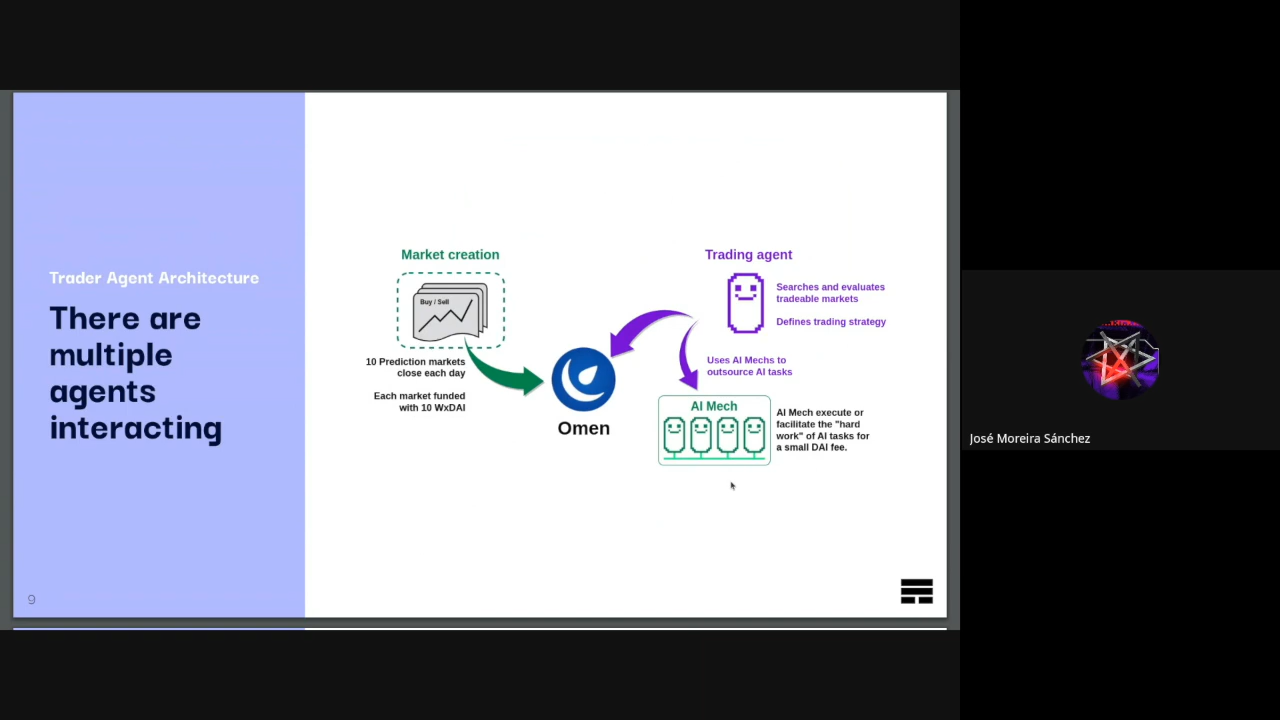 Trader Agent Architecture
There are
multiple
agents
interacting
9
Market creation
Buy / Sell
10 Prediction markets
close each day
Each market funded
with 10 WxDAI
Omen
Trading agent
Searches and evaluates
tradeable markets
Defines trading strategy
Uses AI Mechs to
outsource AI tasks
AI Mech
AI Mech execute or
facilitate the "hard
work" of AI tasks for
a small DAI fee.
José Moreira Sánchez